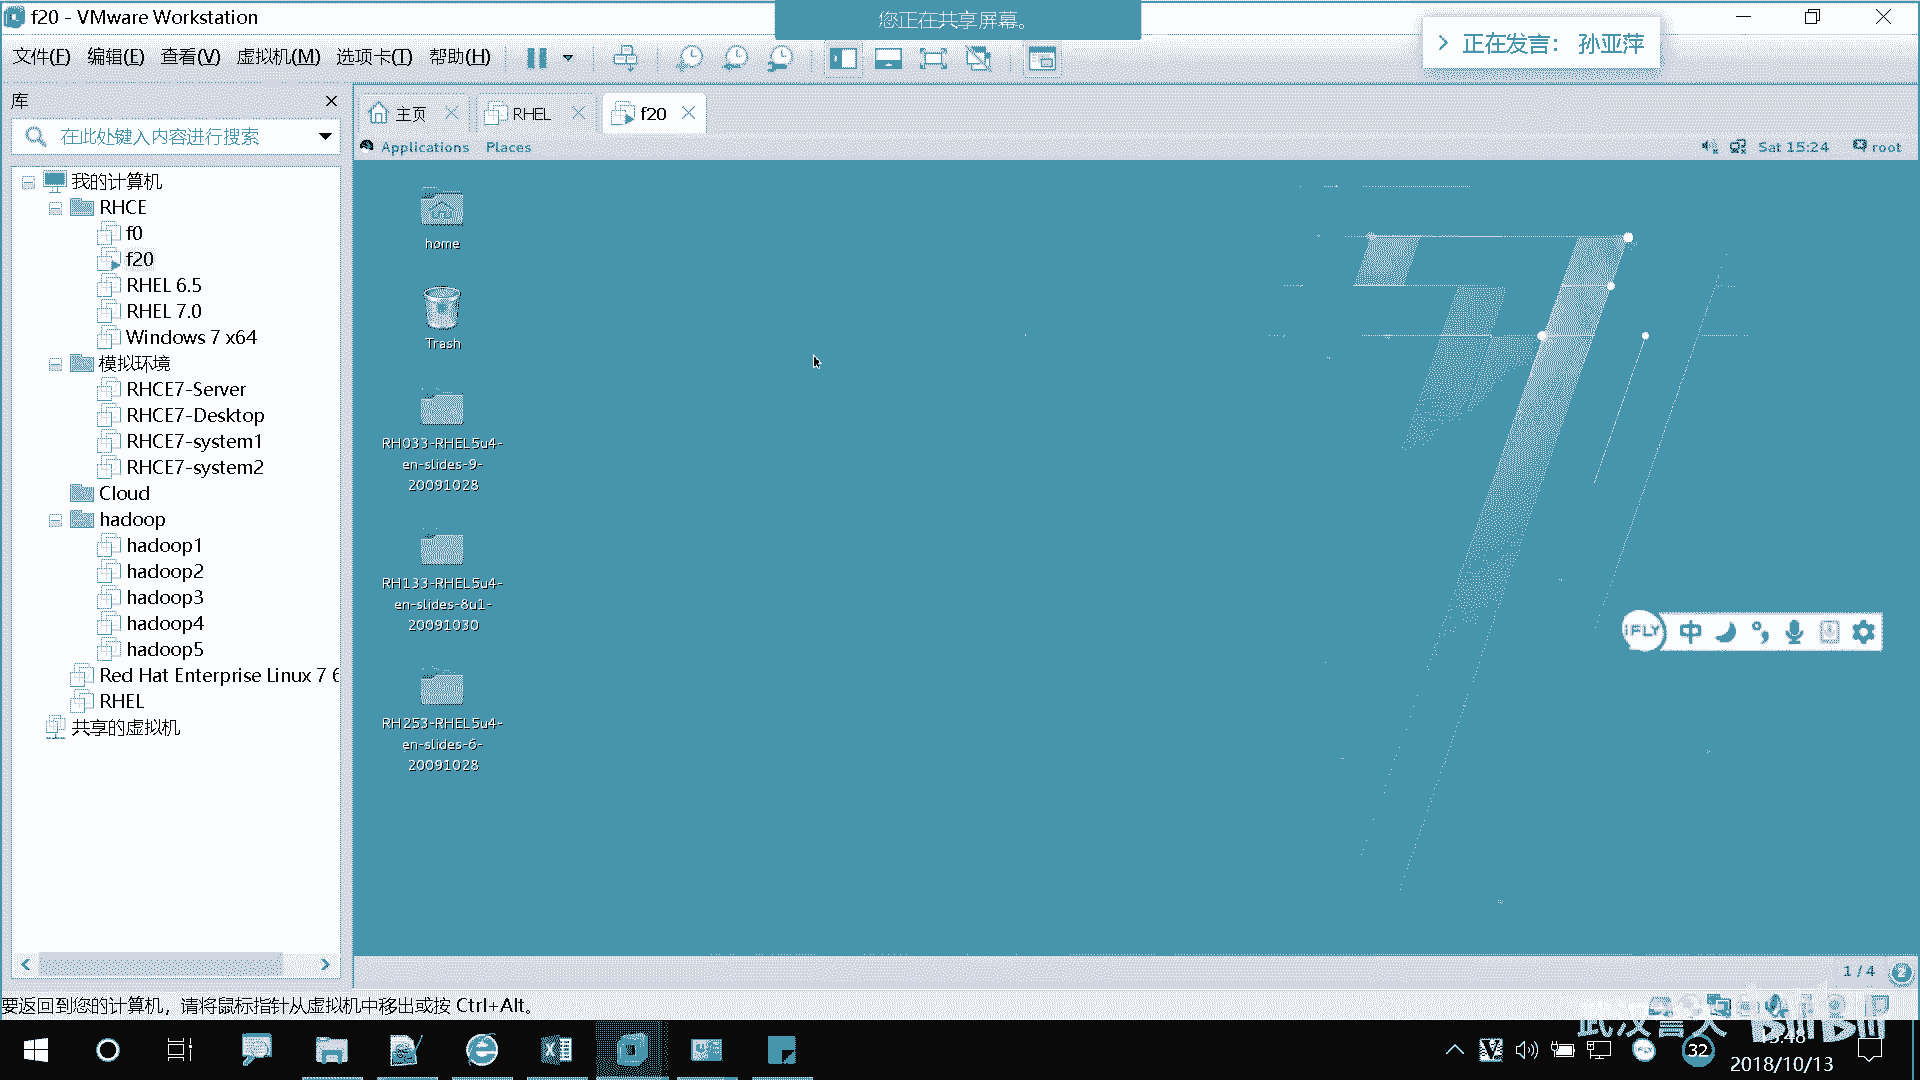 f20 - VMware Workstation
您正在共享屏幕。
正在发言： 孙亚萍
文件(F) 编辑(E) 查看(V) 虚拟机(M) 选项卡(T) 帮助(H)
库
在此处键入内容进行搜索
我的计算机
RHCE
f0
f20
RHEL 6.5
RHEL 7.0
Windows 7 x64
模拟环境
RHCE7-Server
RHCE7-Desktop
RHCE7-system1
RHCE7-system2
Cloud
hadoop
hadoop1
hadoop2
hadoop3
hadoop4
hadoop5
Red Hat Enterprise Linux 7 6
RHEL
共享的虚拟机
主页 RHEL f20
Applications Places
Sat 15:24 root
home
Trash
RH033-RHEL5u4-
en-slides-9-
20091028
RH133-RHEL5u4-
en-slides-8u1-
20091030
RH253-RHEL5u4-
en-slides-6-
20091028
iFLY 中
1 / 4 2
要返回到您的计算机，请将鼠标指针从虚拟机中移出或按 Ctrl+Alt。
bilibili
32
2018/10/13